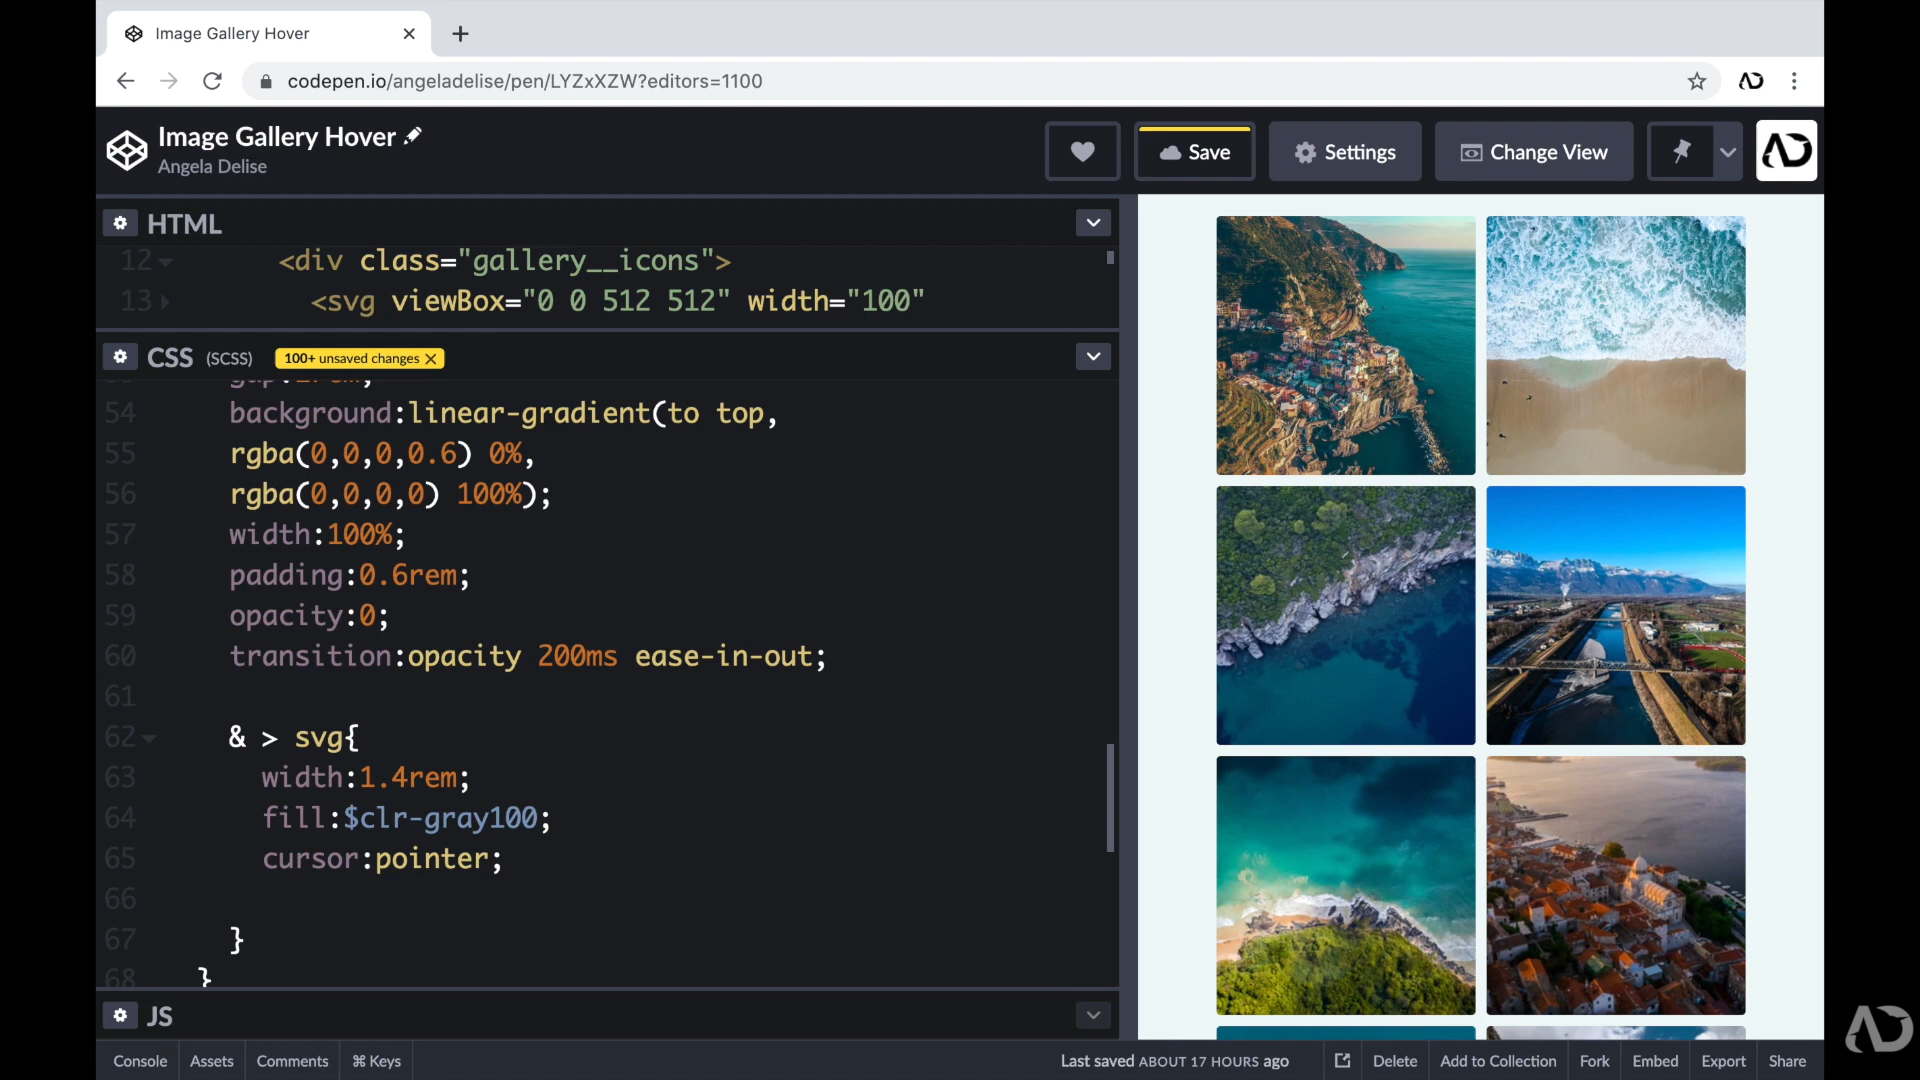 Image Gallery Hover
codepen.io/angeladelise/pen/LYZxXZW?editors=1100
Image Gallery Hover
Angela Delise
Save
Settings
Change View
HTML
12 <div class="gallery__icons">
13 <svg viewBox="0 0 512 512" width="100"
CSS (SCSS) 100+ unsaved changes
54 background:linear-gradient(to top,
55 rgba(0,0,0,0.6) 0%,
56 rgba(0,0,0,0) 100%);
57 width:100%;
58 padding:0.6rem;
59 opacity:0;
60 transition:opacity 200ms ease-in-out;
61
62 & > svg{
63 width:1.4rem;
64 fill:$clr-gray100;
65 cursor:pointer;
66
67 }
68 }
JS
Console Assets Comments ⌘ Keys Last saved ABOUT 17 HOURS ago Delete Add to Collection Fork Embed Export Share